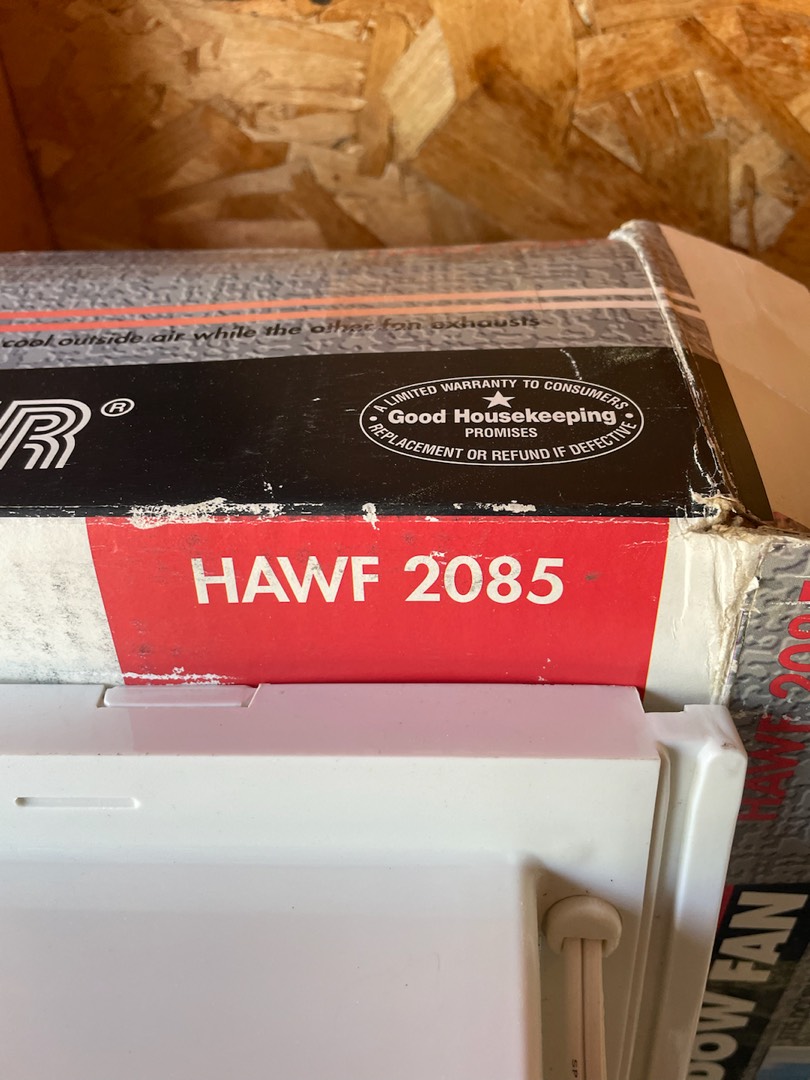 cool outside air while the other fan exhausts
R®
• A LIMITED WARRANTY TO CONSUMERS •
Good Housekeeping
PROMISES
REPLACEMENT OR REFUND IF DEFECTIVE
HAWF 2085
HAWF
DOW FAN